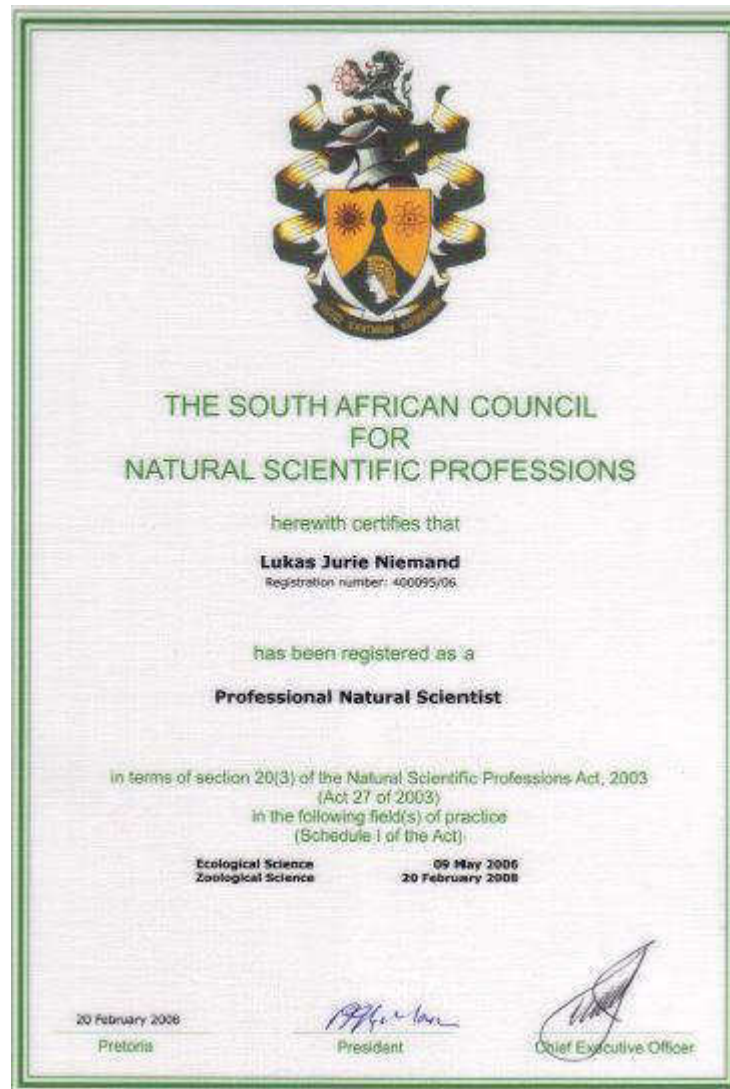 THE SOUTH AFRICAN COUNCIL
FOR
NATURAL SCIENTIFIC PROFESSIONS
herewith certifies that
Lukas Jurie Niemand
Registration number: 400095/06
has been registered as a
Professional Natural Scientist
in terms of section 20(3) of the Natural Scientific Professions Act, 2003
(Act 27 of 2003)
in the following field(s) of practice
(Schedule I of the Act)
Ecological Science 09 May 2006
Zoological Science 20 February 2008
20 February 2008
Pretoria President Chief Executive Officer